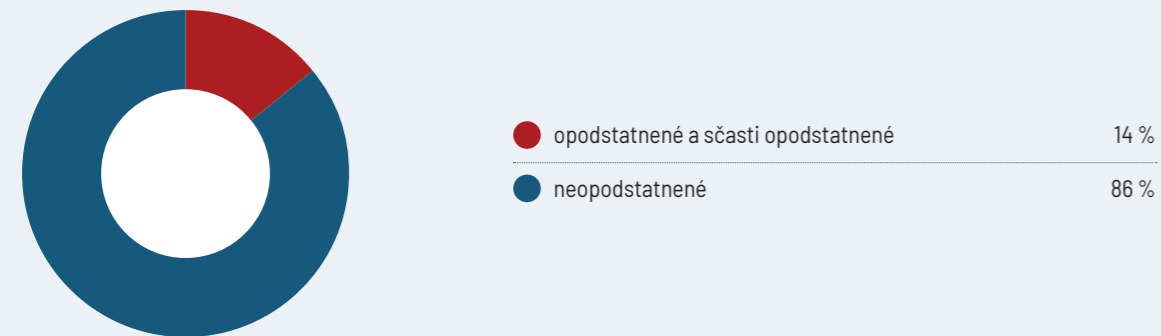 opodstatnené a sčasti opodstatnené 14 %
neopodstatnené 86 %